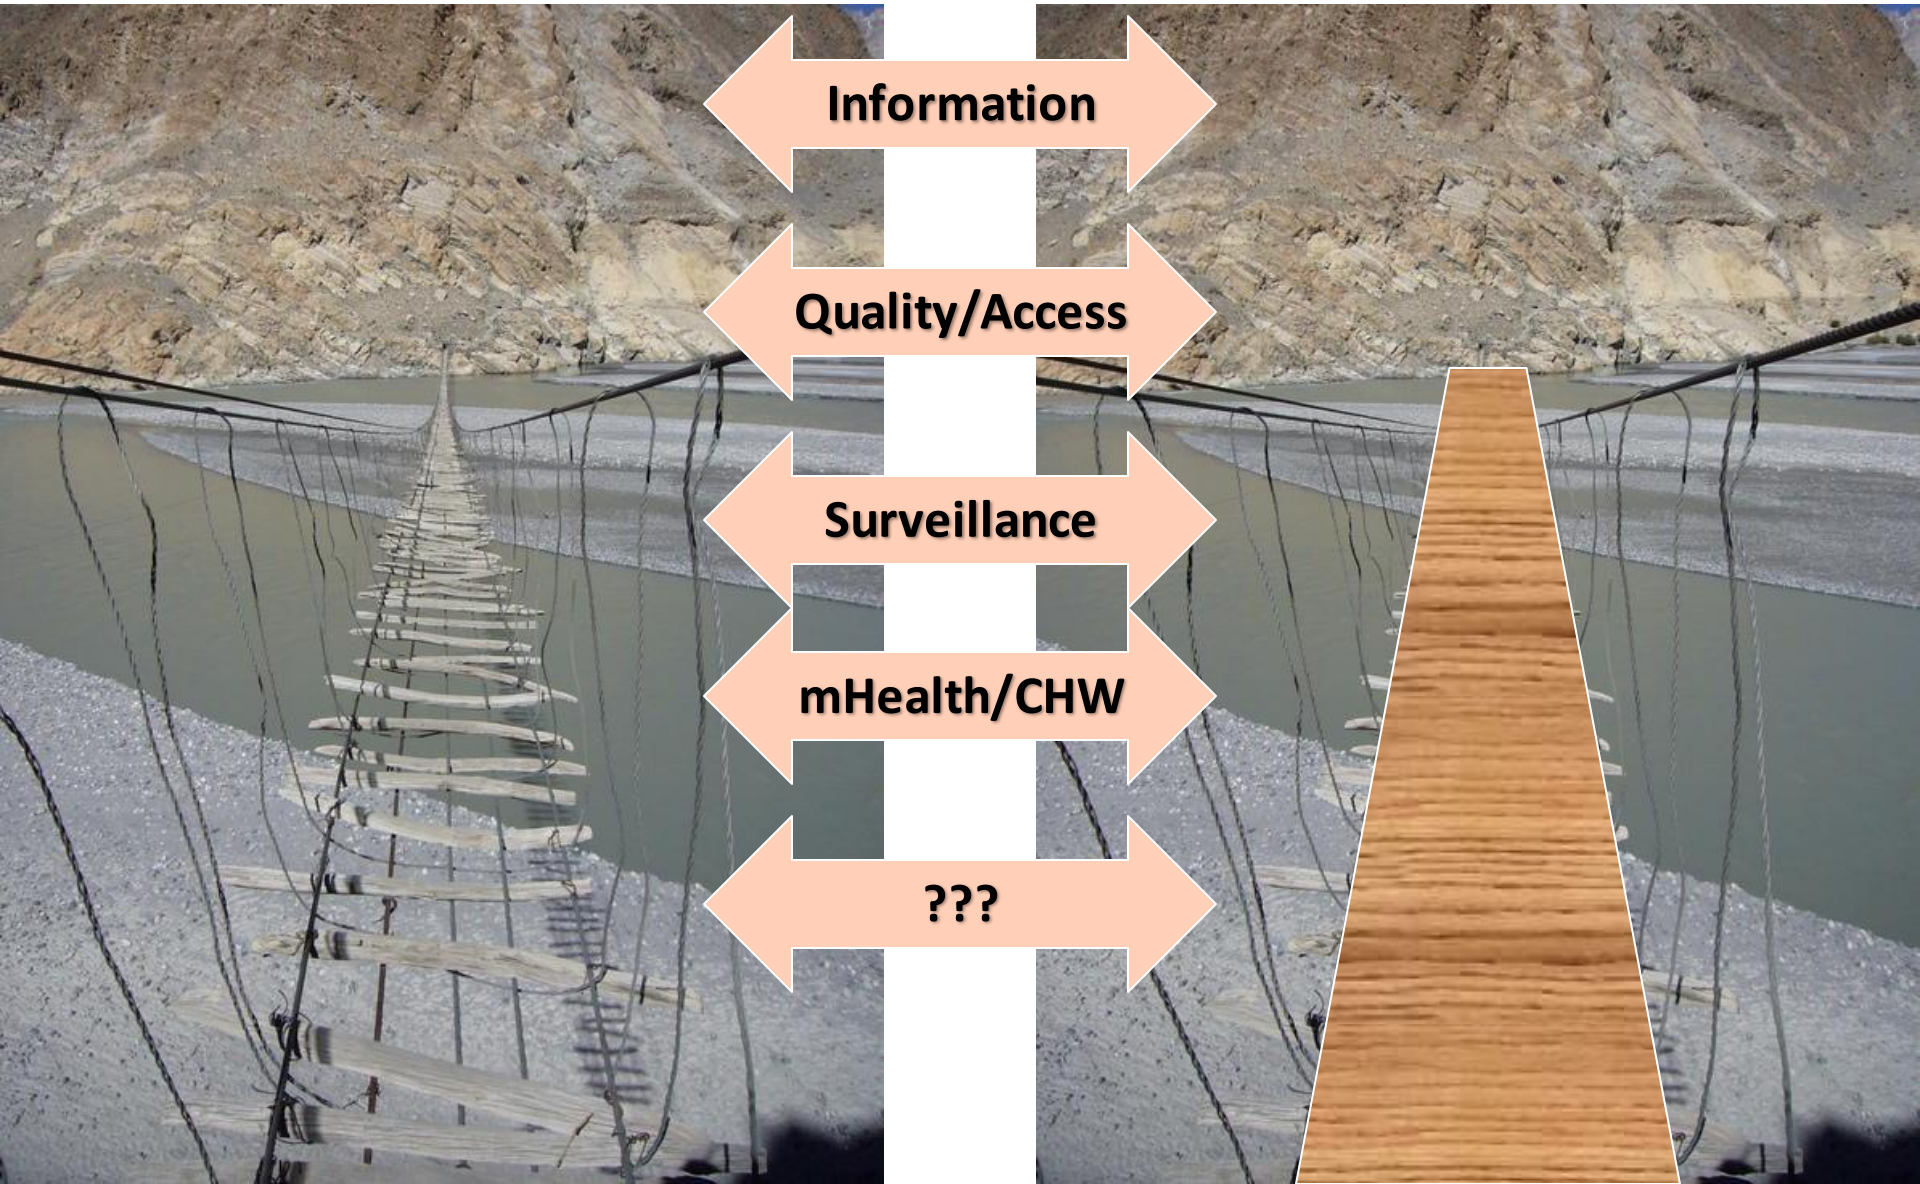 Information
Quality/Access
Surveillance
mHealth/CHW
???